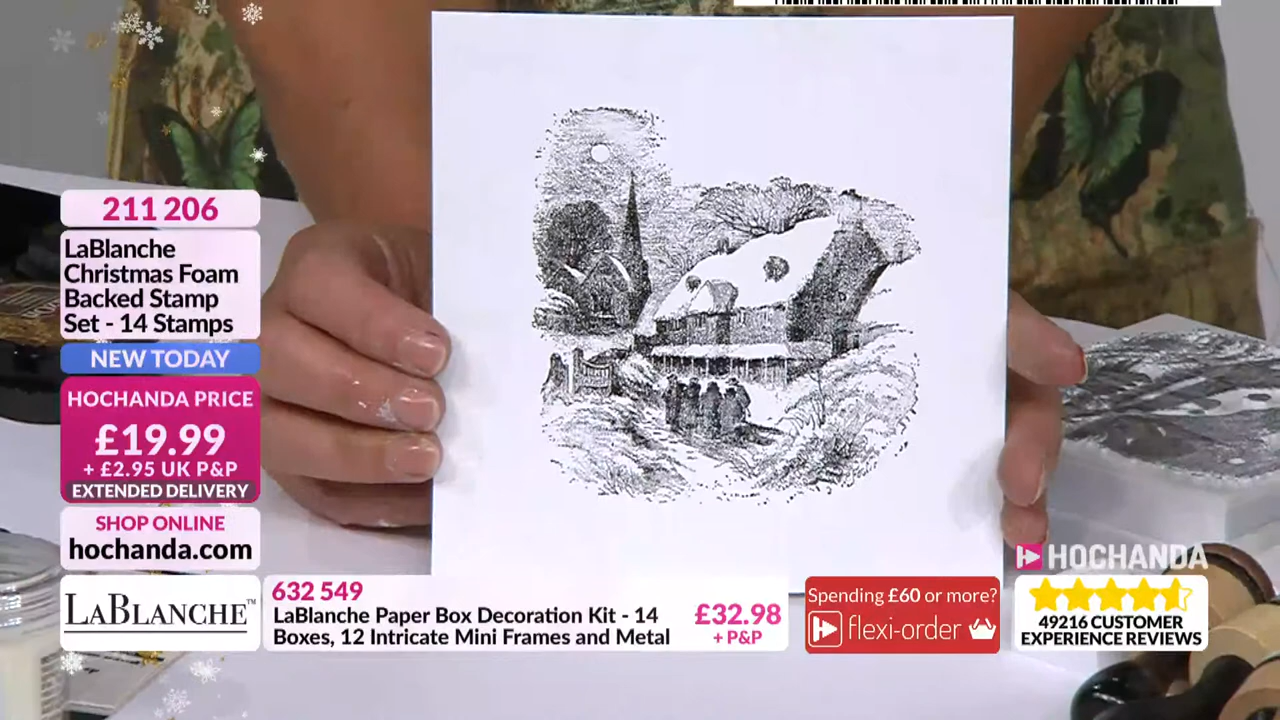 211 206
LaBlanche
Christmas Foam
Backed Stamp
Set - 14 Stamps
NEW TODAY
HOCHANDA PRICE
£19.99
+ £2.95 UK P&P
EXTENDED DELIVERY
SHOP ONLINE
hochanda.com
LABLANCHE™
632 549
LaBlanche Paper Box Decoration Kit - 14
Boxes, 12 Intricate Mini Frames and Metal
£32.98
+ P&P
Spending £60 or more?
flexi-order
HOCHANDA
49216 CUSTOMER
EXPERIENCE REVIEWS